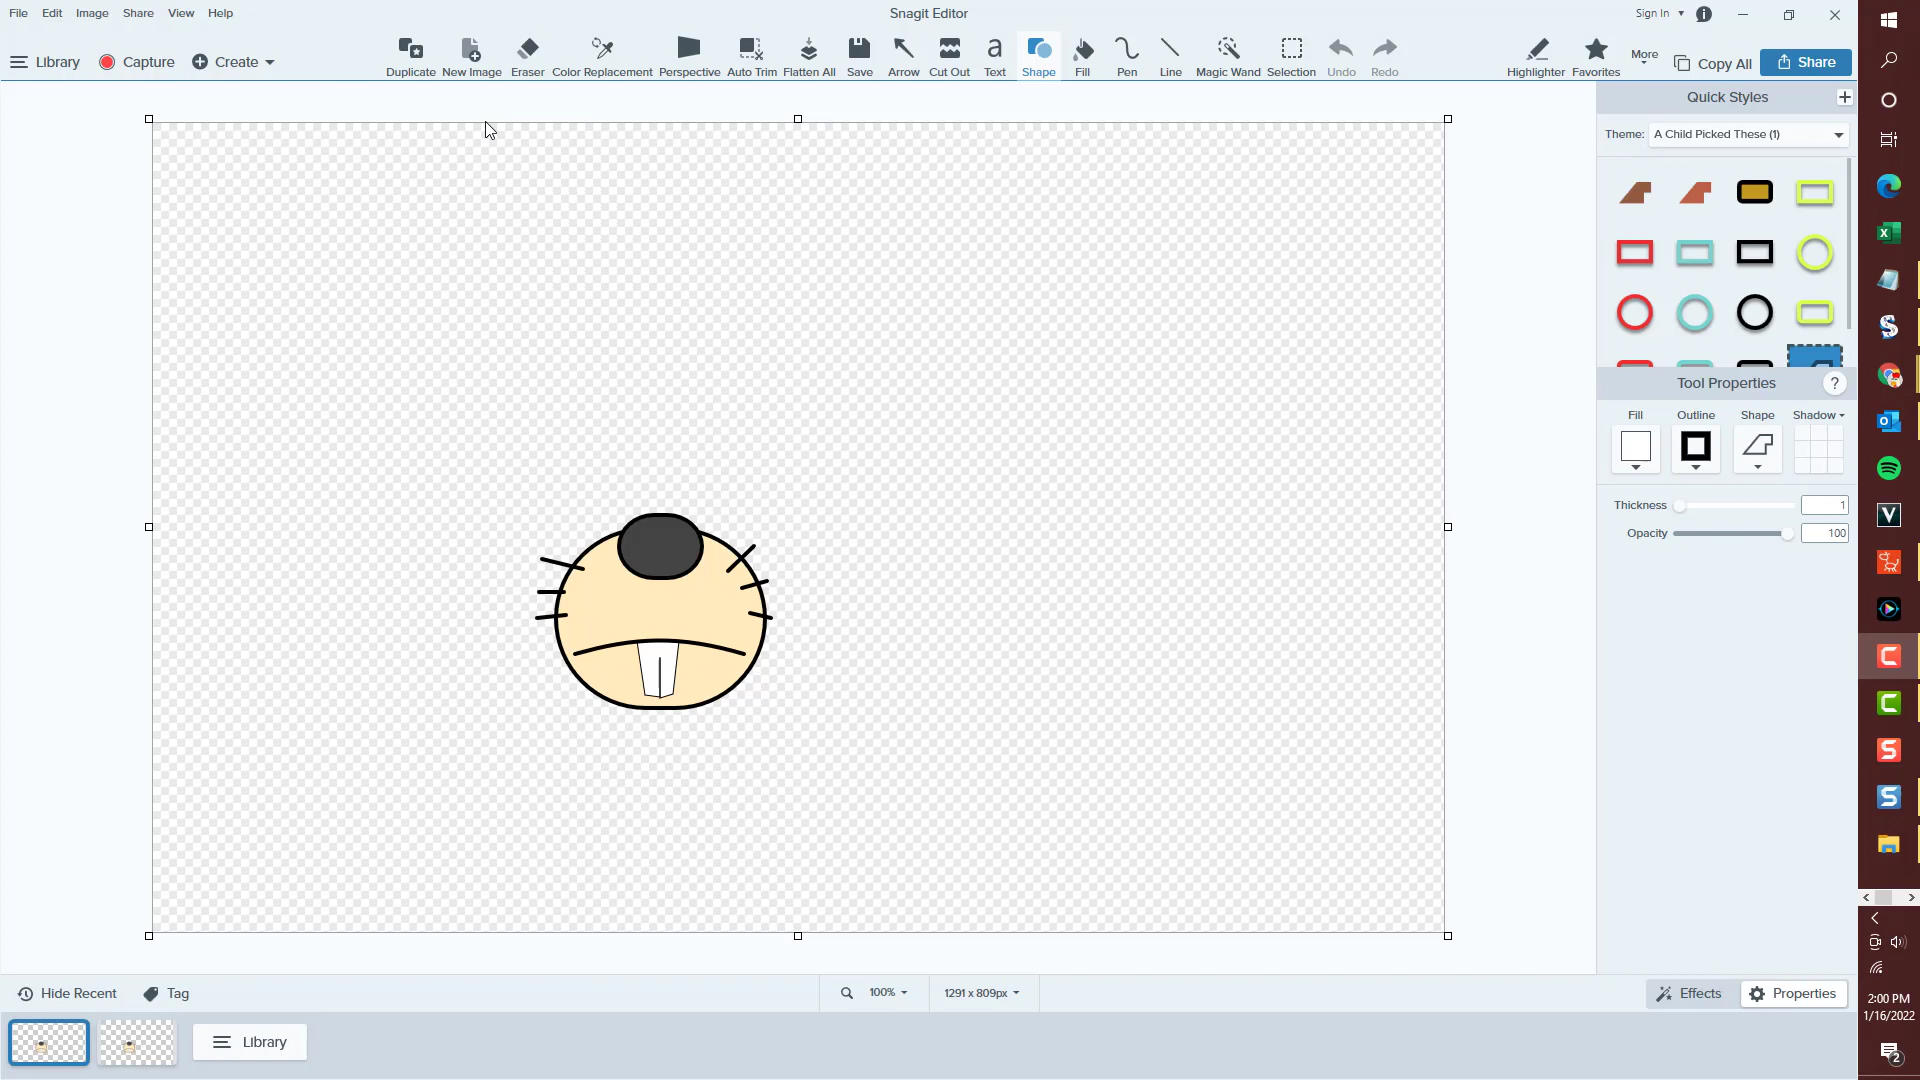 File Edit Image Share View Help
Snagit Editor
Sign In
Library Capture Create
Duplicate New Image Eraser Color Replacement Perspective Auto Trim Flatten All Save Arrow Cut Out Text Shape Fill Pen Line Magic Wand Selection Undo Redo
Highlighter Favorites More Copy All Share
Quick Styles
Theme: A Child Picked These (1)
Tool Properties ?
Fill Outline Shape Shadow
Thickness 1
Opacity 100
Hide Recent Tag
100% 1291 x 809px
Effects Properties
Library
2:00 PM
1/16/2022
2